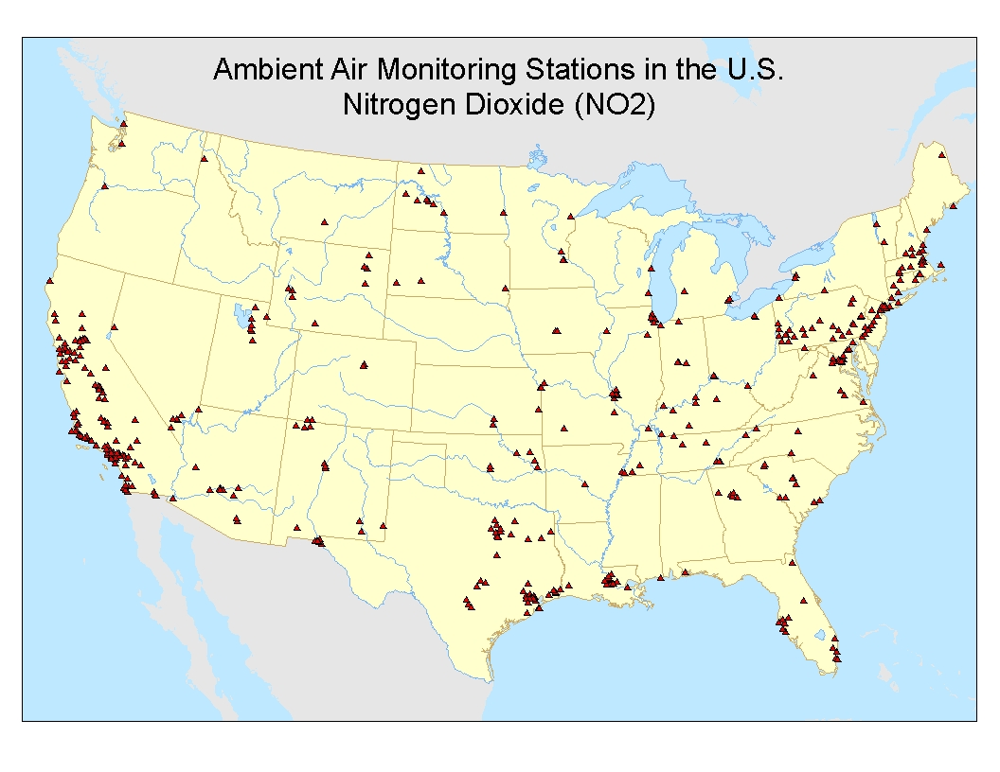 Ambient Air Monitoring Stations in the U.S.
Nitrogen Dioxide (NO2)